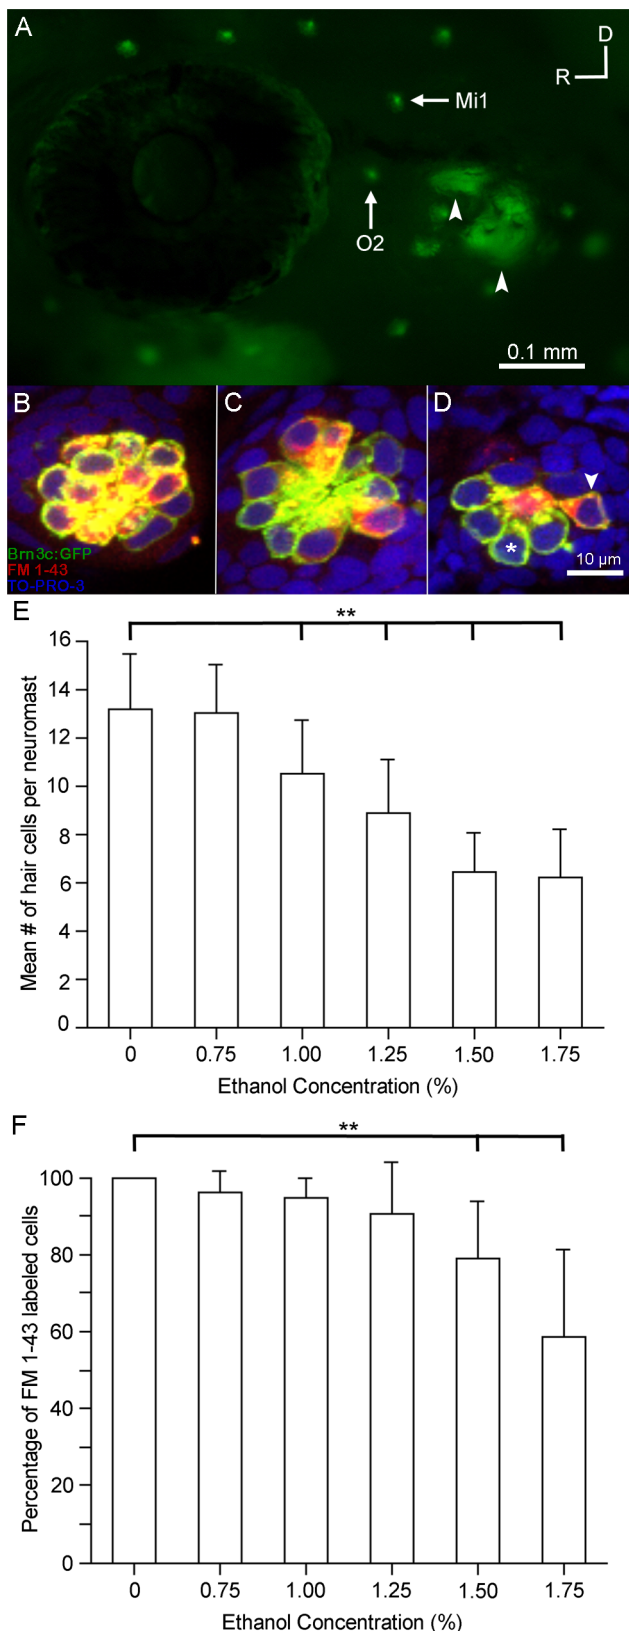 A
D
R
Mi1
O2
0.1 mm
B
C
D
Brn3c:GFP
FM 1-43
TO-PRO-3
*
10 µm
E
**
16
14
12
10
8
6
4
2
0
Mean # of hair cells per neuromast
0 0.75 1.00 1.25 1.50 1.75
Ethanol Concentration (%)
F
**
100
80
60
40
20
0
Percentage of FM 1-43 labeled cells
0 0.75 1.00 1.25 1.50 1.75
Ethanol Concentration (%)